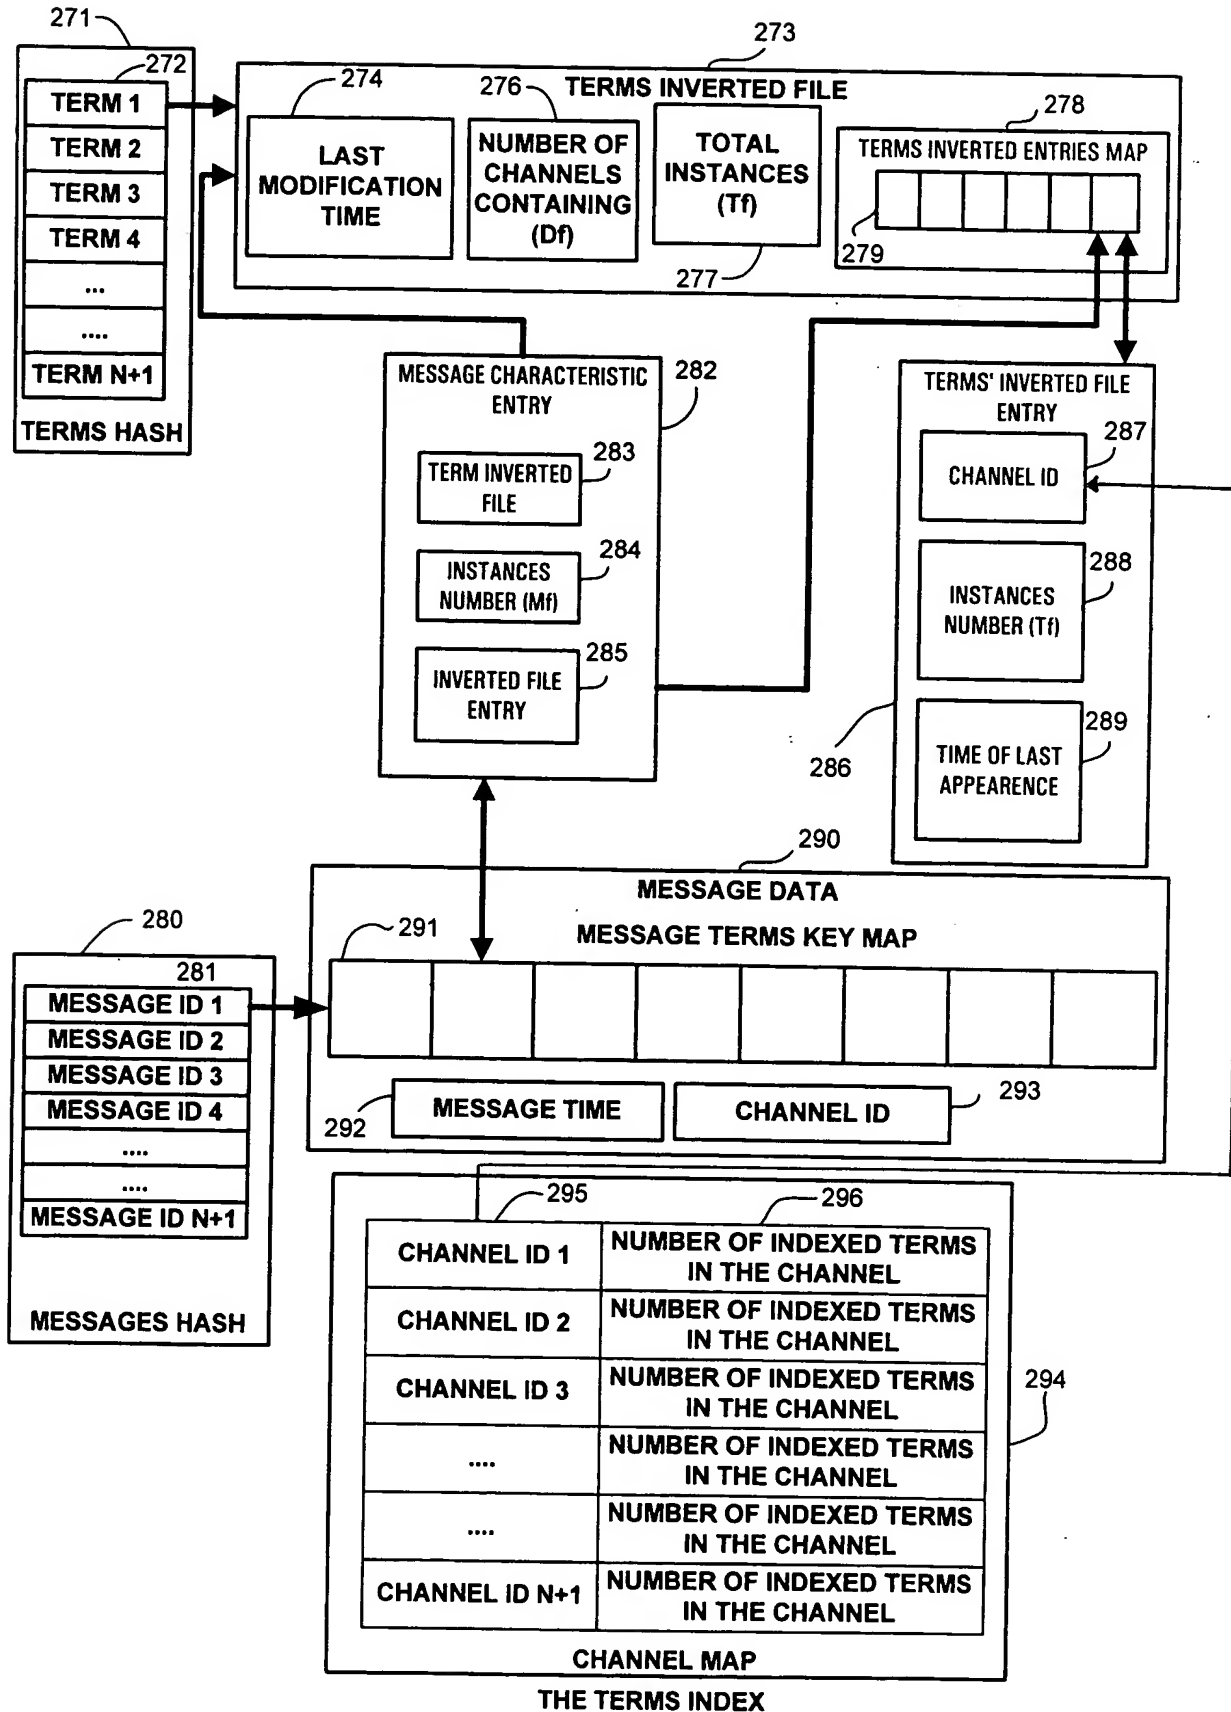 271
272
TERM 1
TERM 2
TERM 3
TERM 4
...
....
TERM N+1
TERMS HASH
273
TERMS INVERTED FILE
274
LAST
MODIFICATION
TIME
276
NUMBER OF
CHANNELS
CONTAINING
(Df)
TOTAL
INSTANCES
(Tf)
277
278
TERMS INVERTED ENTRIES MAP
279
MESSAGE CHARACTERISTIC
ENTRY
282
TERM INVERTED
FILE
283
INSTANCES
NUMBER (Mf)
284
INVERTED FILE
ENTRY
285
TERMS' INVERTED FILE
ENTRY
287
CHANNEL ID
288
INSTANCES
NUMBER (Tf)
289
TIME OF LAST
APPEARENCE
286
290
MESSAGE DATA
MESSAGE TERMS KEY MAP
291
292
MESSAGE TIME
CHANNEL ID
293
280
281
MESSAGE ID 1
MESSAGE ID 2
MESSAGE ID 3
MESSAGE ID 4
....
....
MESSAGE ID N+1
MESSAGES HASH
295
296
CHANNEL ID 1
NUMBER OF INDEXED TERMS
IN THE CHANNEL
CHANNEL ID 2
NUMBER OF INDEXED TERMS
IN THE CHANNEL
CHANNEL ID 3
NUMBER OF INDEXED TERMS
IN THE CHANNEL
294
....
NUMBER OF INDEXED TERMS
IN THE CHANNEL
....
NUMBER OF INDEXED TERMS
IN THE CHANNEL
CHANNEL ID N+1
NUMBER OF INDEXED TERMS
IN THE CHANNEL
CHANNEL MAP
THE TERMS INDEX